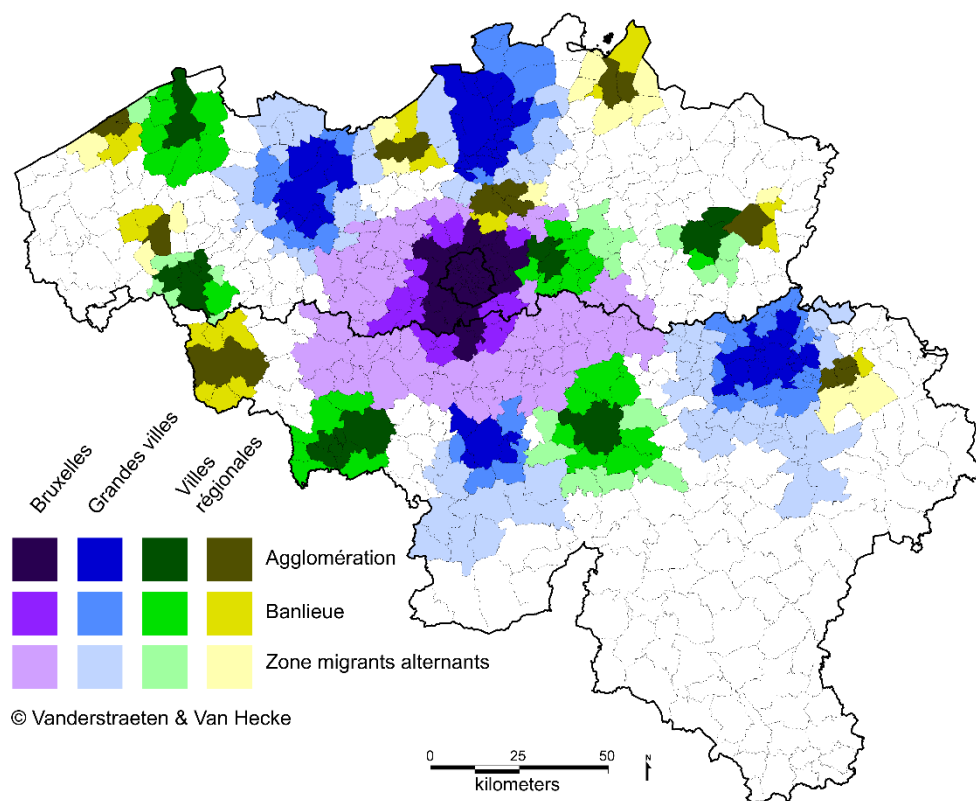 Bruxelles
Grandes villes
Villes
régionales
Agglomération
Banlieue
Zone migrants alternants
© Vanderstraeten & Van Hecke
0 25 50
kilometers
N